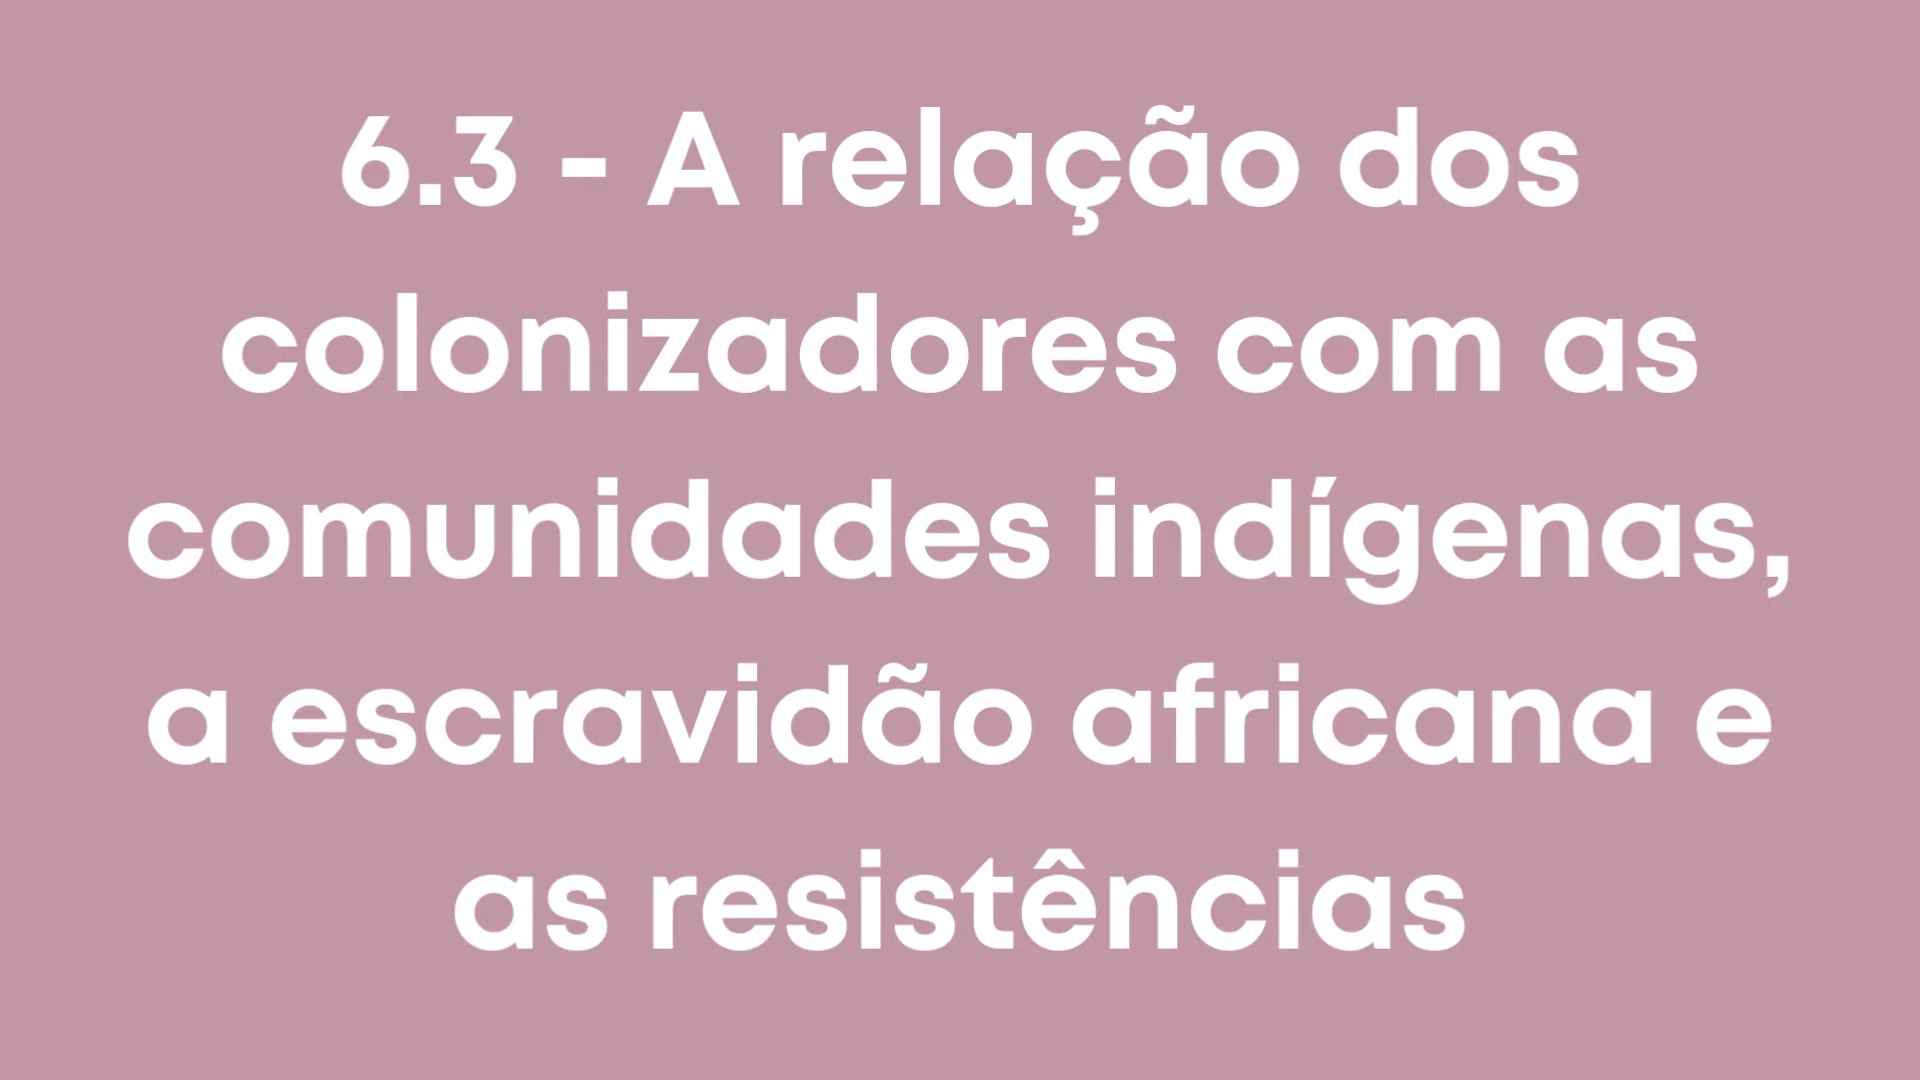 6.3 - A relação dos
colonizadores com as
comunidades indígenas,
a escravidão africana e
as resistências